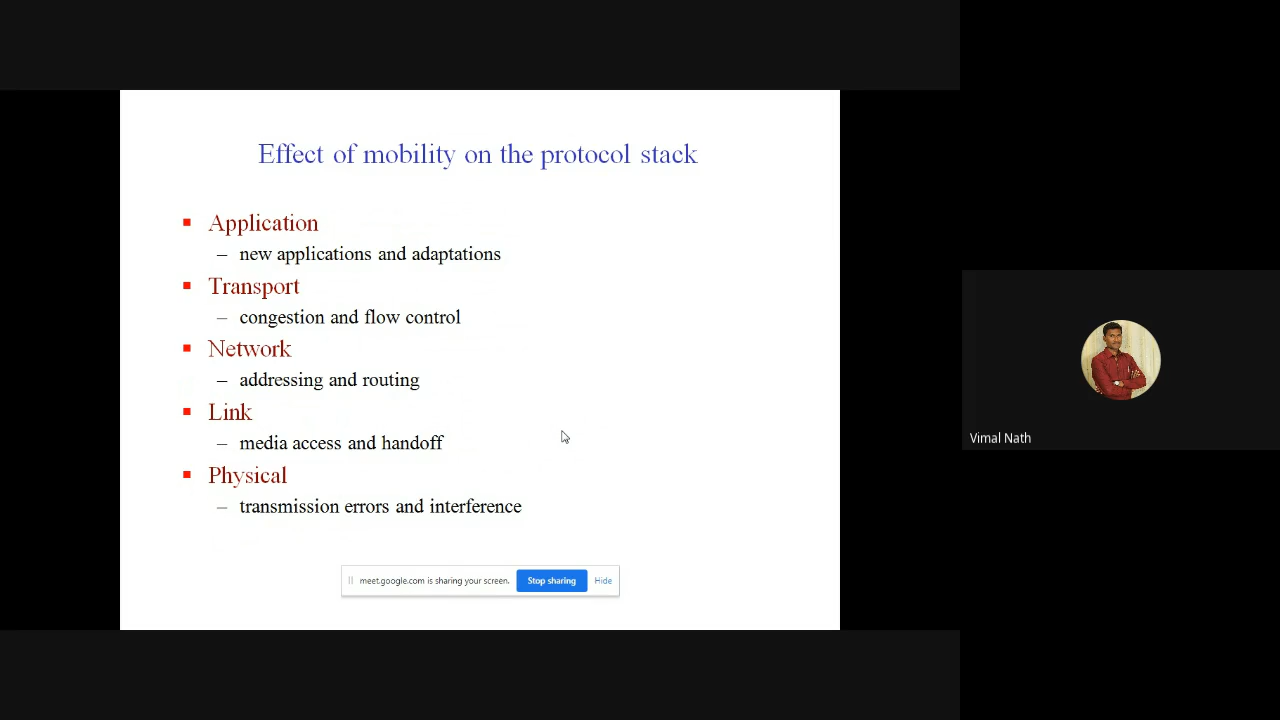 Effect of mobility on the protocol stack
Application
– new applications and adaptations
Transport
– congestion and flow control
Network
– addressing and routing
Link
– media access and handoff
Physical
– transmission errors and interference
meet.google.com is sharing your screen. Stop sharing Hide
Vimal Nath